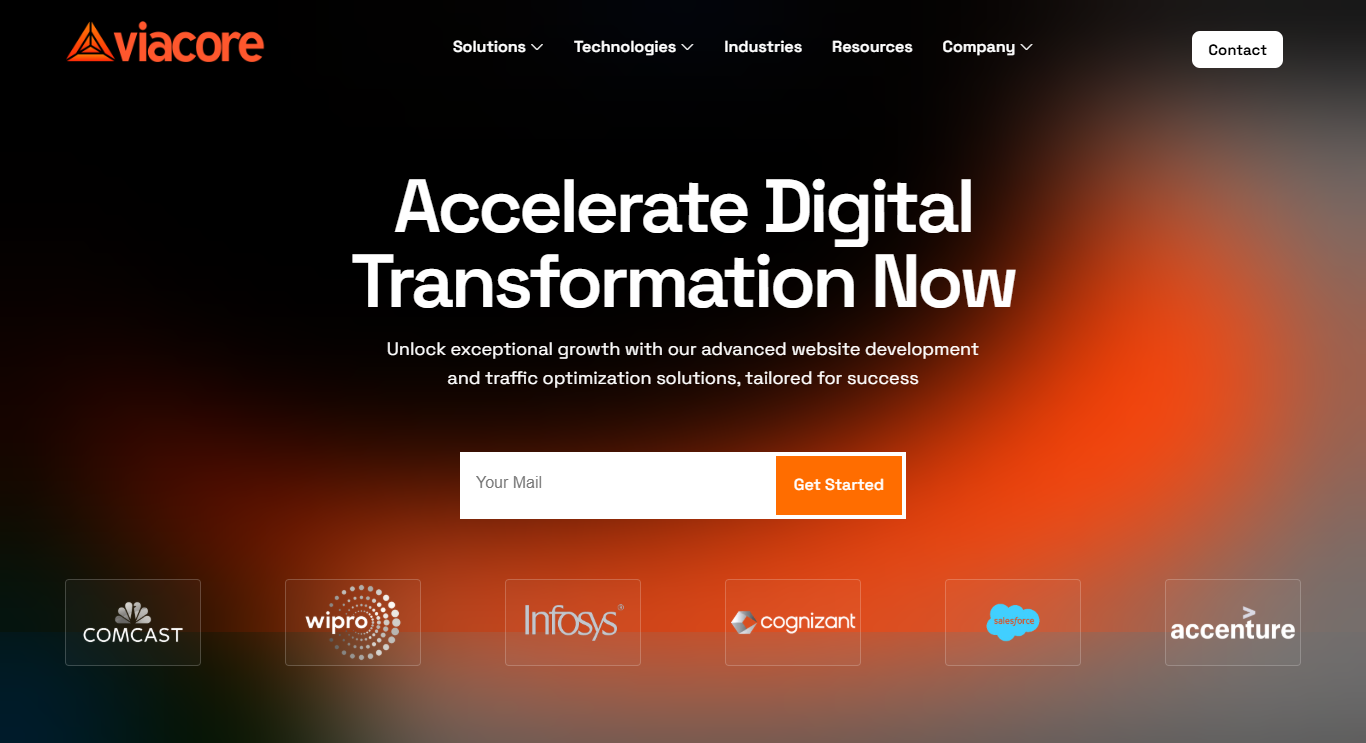 Aviacore
Solutions
Technologies
Industries
Resources
Company
Contact
Accelerate Digital
Transformation Now
Unlock exceptional growth with our advanced website development
and traffic optimization solutions, tailored for success
Your Mail
Get Started
COMCAST
wipro
Infosys®
cognizant
salesforce
accenture